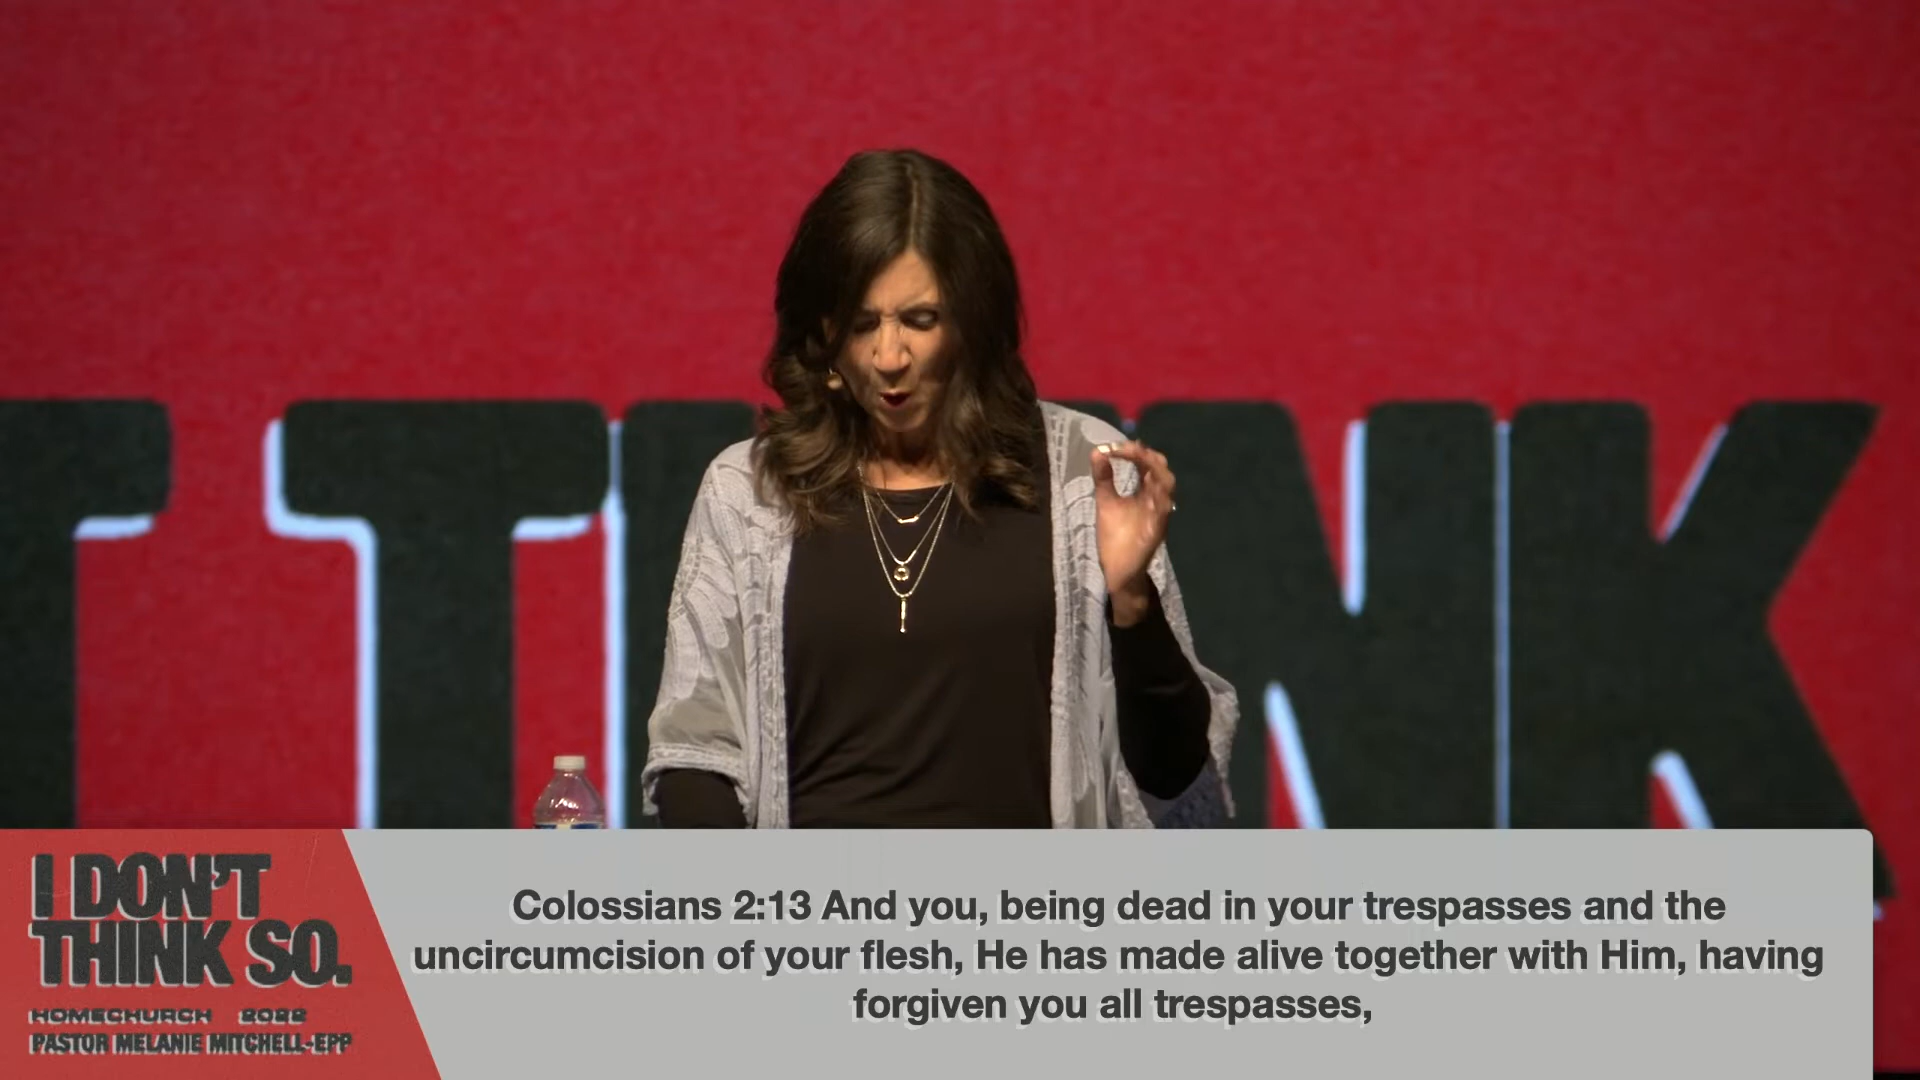 I THINK
I DON'T
THINK SO.
HOMECHURCH 2022
PASTOR MELANIE MITCHELL-EPP
Colossians 2:13 And you, being dead in your trespasses and the
uncircumcision of your flesh, He has made alive together with Him, having
forgiven you all trespasses,